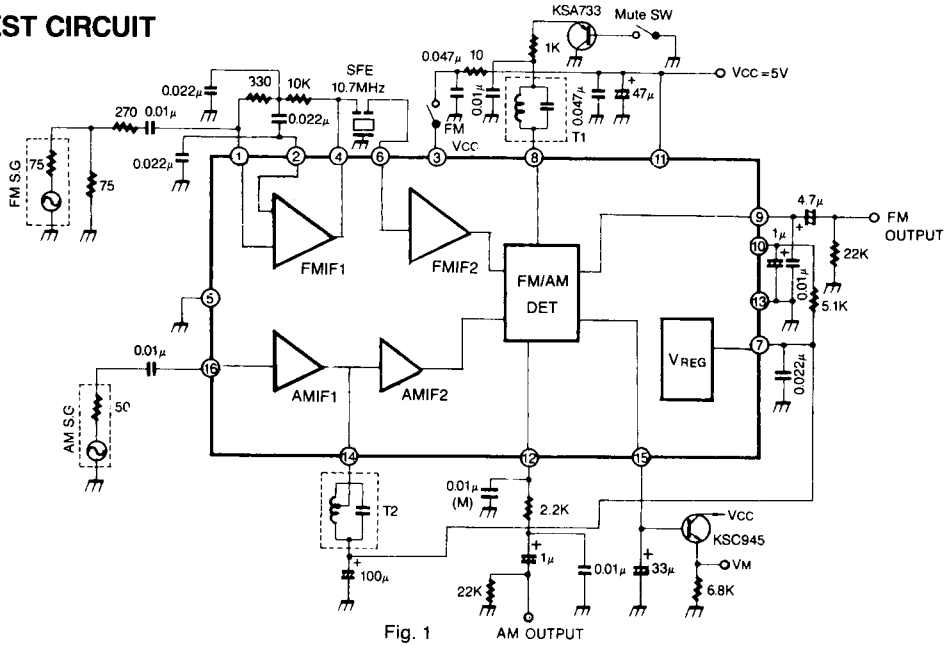 EST CIRCUIT
KSA733
Mute SW
1K
0.047μ
10
VCC=5V
0.022μ
330
10K
SFE
10.7MHz
0.01μ
0.047μ
47μ
270
0.01μ
0.022μ
FM
T1
0.022μ
VCC
FM S.G
75
75
1
2
4
6
3
8
11
4.7μ
9
FM
OUTPUT
10
1μ
0.01μ
22K
FMIF1
FMIF2
FM/AM
DET
13
5.1K
5
VREG
7
0.022μ
0.01μ
16
AMIF1
AMIF2
AM S.G
50
14
12
15
T2
0.01μ
(M)
2.2K
VCC
KSC945
100μ
1μ
0.01μ
33μ
VM
22K
6.8K
Fig. 1
AM OUTPUT